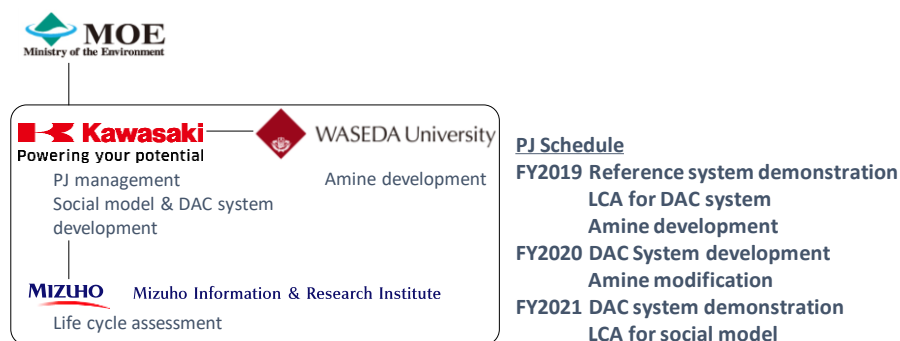 MOE
Ministry of the Environment
Kawasaki
Powering your potential
PJ management
Social model & DAC system
development
WASEDA University
Amine development
MIZUHO Mizuho Information & Research Institute
Life cycle assessment
PJ Schedule
FY2019 Reference system demonstration
LCA for DAC system
Amine development
FY2020 DAC System development
Amine modification
FY2021 DAC system demonstration
LCA for social model